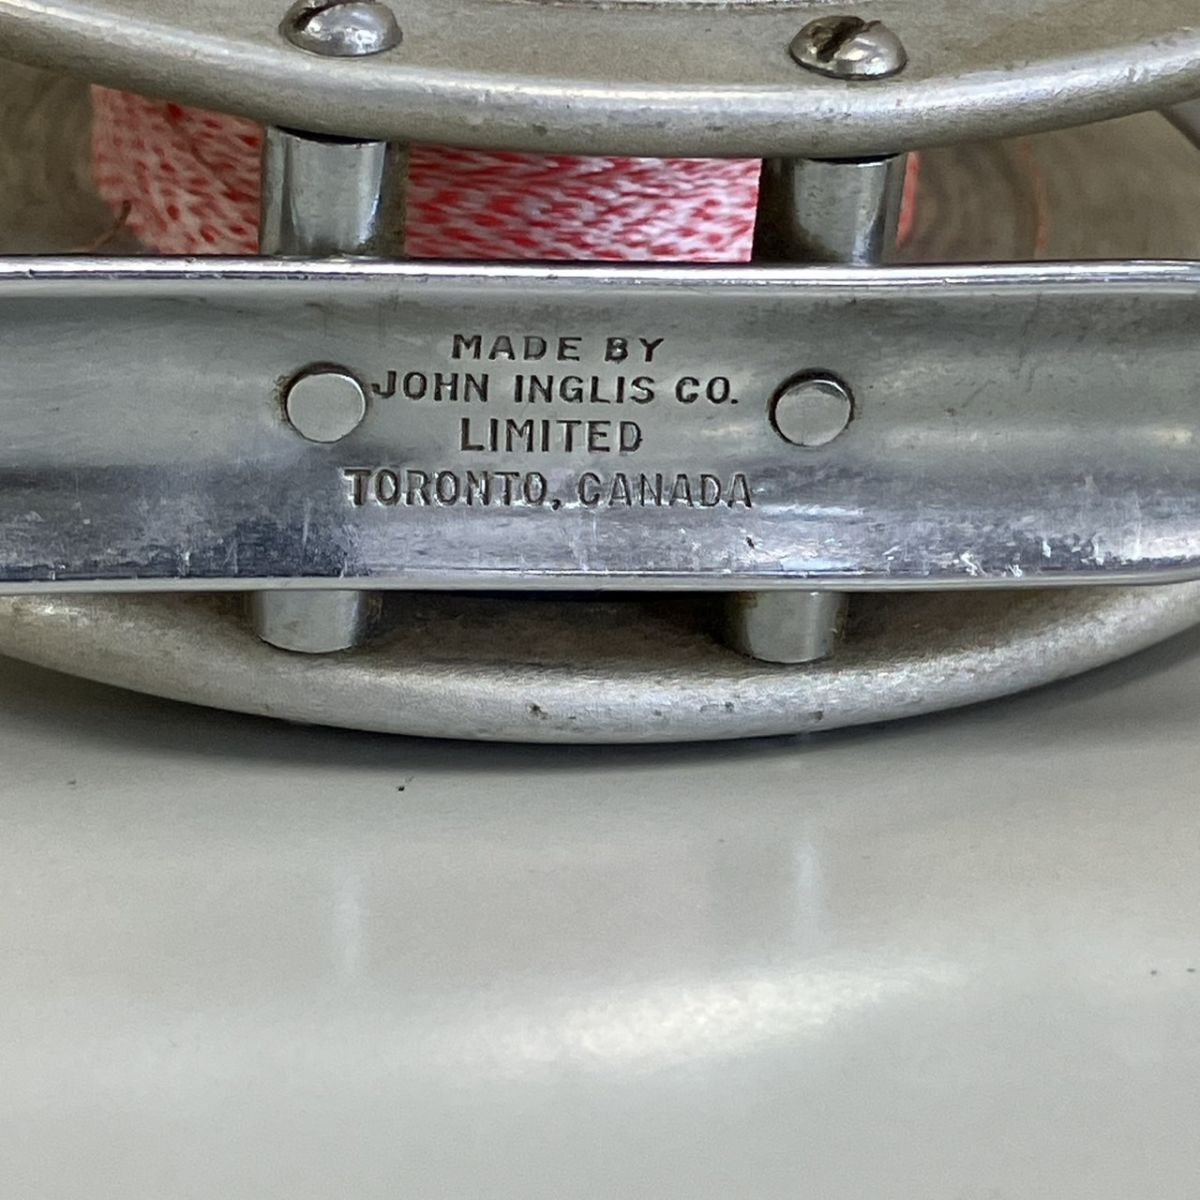 MADE BY
JOHN INGLIS CO.
LIMITED
TORONTO, CANADA